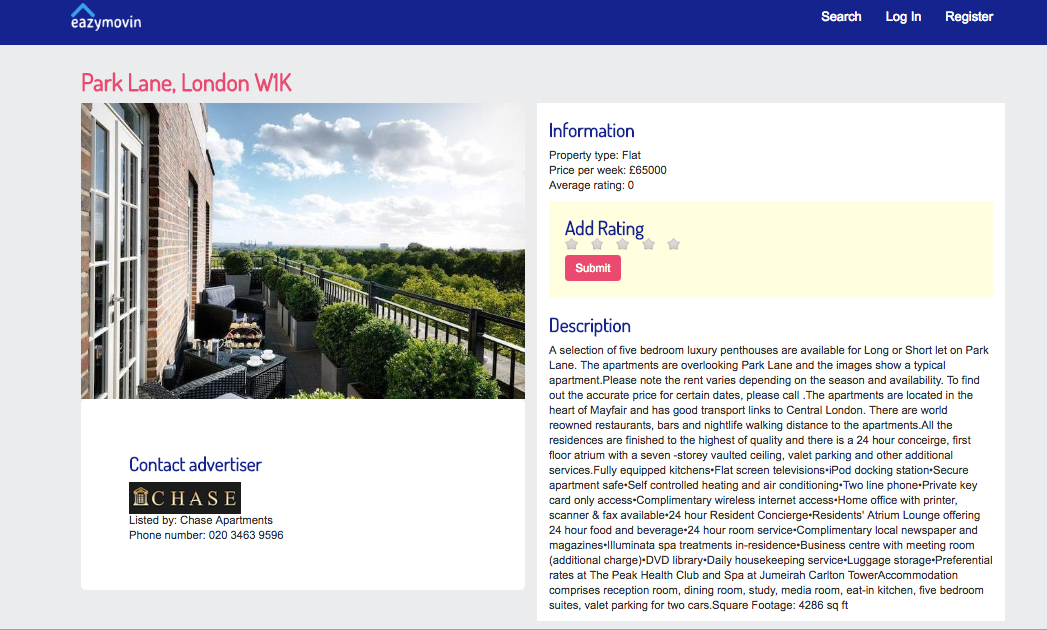 eazymovin
Search Log In Register
Park Lane, London W1K
Information
Property type: Flat
Price per week: £65000
Average rating: 0
Add Rating
Submit
Description
A selection of five bedroom luxury penthouses are available for Long or Short let on Park
Lane. The apartments are overlooking Park Lane and the images show a typical
apartment.Please note the rent varies depending on the season and availability. To find
out the accurate price for certain dates, please call .The apartments are located in the
heart of Mayfair and has good transport links to Central London. There are world
reowned restaurants, bars and nightlife walking distance to the apartments.All the
residences are finished to the highest of quality and there is a 24 hour conceirge, first
floor atrium with a seven -storey vaulted ceiling, valet parking and other additional
services.Fully equipped kitchens•Flat screen televisions•iPod docking station•Secure
apartment safe•Self controlled heating and air conditioning•Two line phone•Private key
card only access•Complimentary wireless internet access•Home office with printer,
scanner & fax available•24 hour Resident Concierge•Residents' Atrium Lounge offering
24 hour food and beverage•24 hour room service•Complimentary local newspaper and
magazines•Illuminata spa treatments in-residence•Business centre with meeting room
(additional charge)•DVD library•Daily housekeeping service•Luggage storage•Preferential
rates at The Peak Health Club and Spa at Jumeirah Carlton TowerAccommodation
comprises reception room, dining room, study, media room, eat-in kitchen, five bedroom
suites, valet parking for two cars.Square Footage: 4286 sq ft
Contact advertiser
CHASE
Listed by: Chase Apartments
Phone number: 020 3463 9596